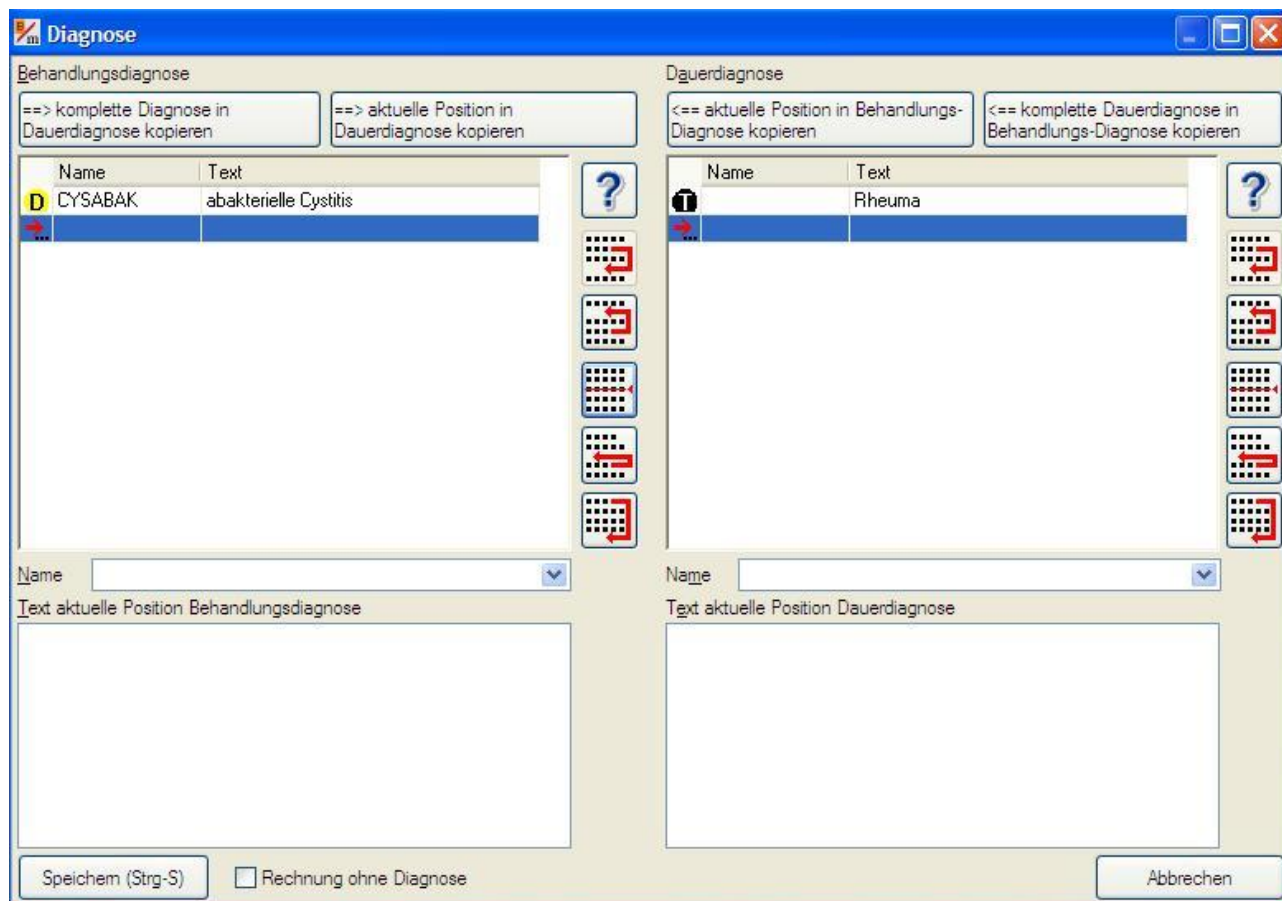 Diagnose
Behandlungsdiagnose
==> komplette Diagnose in
Dauerdiagnose kopieren
==> aktuelle Position in
Dauerdiagnose kopieren
Name Text
D CYSABAK abakterielle Cystitis
Name
Text aktuelle Position Behandlungsdiagnose
Dauerdiagnose
<== aktuelle Position in Behandlungs-
Diagnose kopieren
<== komplette Dauerdiagnose in
Behandlungs-Diagnose kopieren
Name Text
T Rheuma
Name
Text aktuelle Position Dauerdiagnose
Speichern (Strg-S)
Rechnung ohne Diagnose
Abbrechen